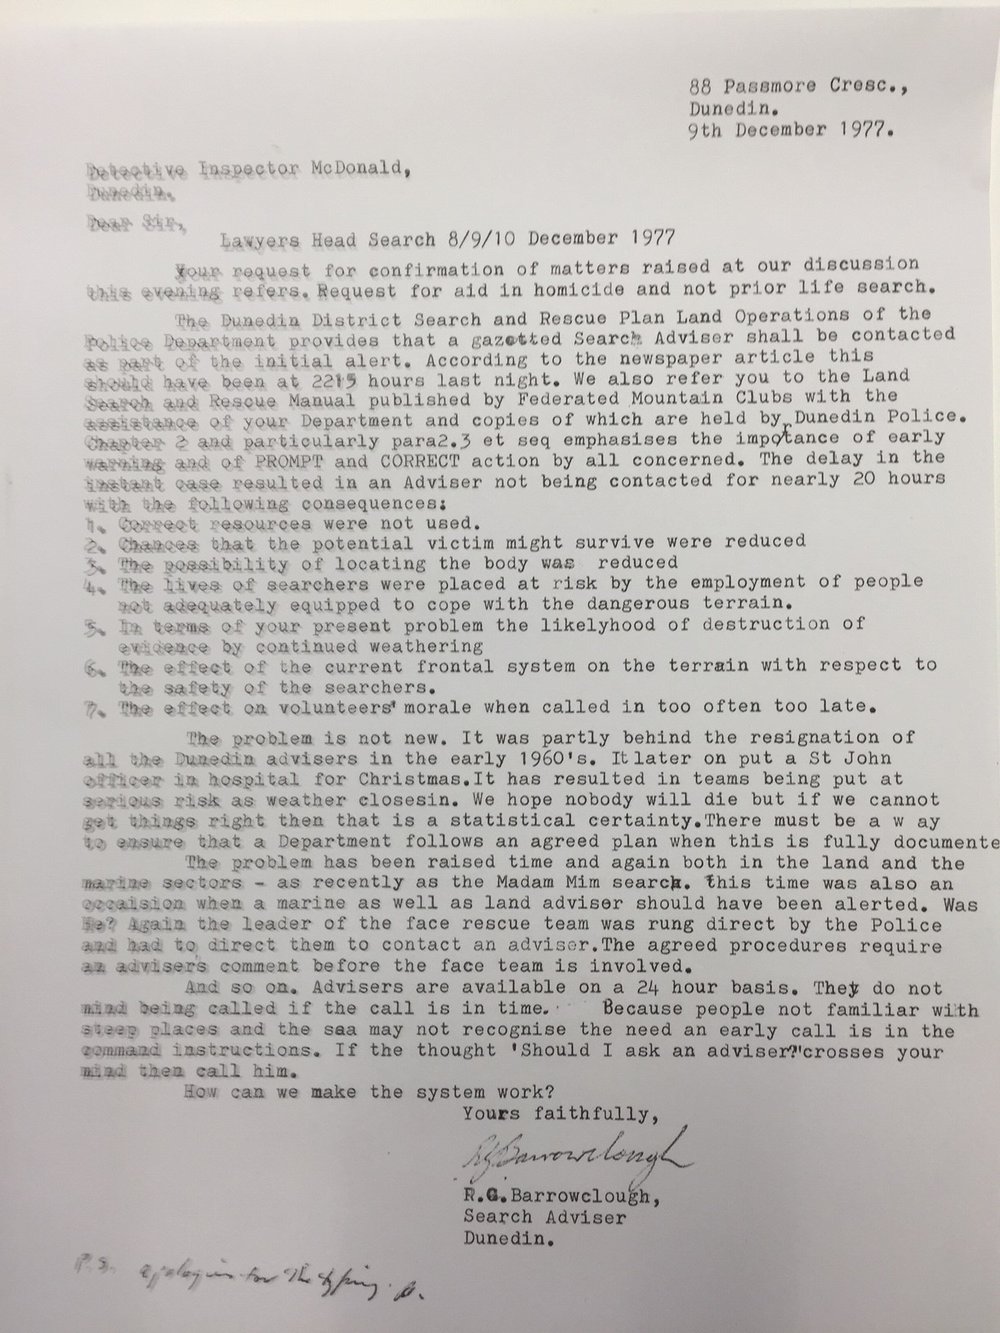 88 Passmore Cresc.,
Dunedin.
9th December 1977.
Detective Inspector McDonald,
Dunedin.
Dear Sir,
Lawyers Head Search 8/9/10 December 1977
Your request for confirmation of matters raised at our discussion
this evening refers. Request for aid in homicide and not prior life search.
The Dunedin District Search and Rescue Plan Land Operations of the
Police Department provides that a gazetted Search Adviser shall be contacted
as part of the initial alert. According to the newspaper article this
should have been at 2215 hours last night. We also refer you to the Land
Search and Rescue Manual published by Federated Mountain Clubs with the
assistance of your Department and copies of which are held by Dunedin Police.
Chapter 2 and particularly para2.3 et seq emphasises the importance of early
warning and of PROMPT and CORRECT action by all concerned. The delay in the
instant case resulted in an Adviser not being contacted for nearly 20 hours
with the following consequences:
1. Correct resources were not used.
2. Chances that the potential victim might survive were reduced
3. The possibility of locating the body was reduced
4. The lives of searchers were placed at risk by the employment of people
not adequately equipped to cope with the dangerous terrain.
5. In terms of your present problem the likelyhood of destruction of
evidence by continued weathering
6. The effect of the current frontal system on the terrain with respect to
the safety of the searchers.
7. The effect on volunteers' morale when called in too often too late.
The problem is not new. It was partly behind the resignation of
all the Dunedin advisers in the early 1960's. It later on put a St John
officer in hospital for Christmas.It has resulted in teams being put at
serious risk as weather closesin. We hope nobody will die but if we cannot
get things right then that is a statistical certainty.There must be a w ay
to ensure that a Department follows an agreed plan when this is fully documente
The problem has been raised time and again both in the land and the
marine sectors - as recently as the Madam Mim search. this time was also an
occaision when a marine as well as land adviser should have been alerted. Was
he? Again the leader of the face rescue team was rung direct by the Police
and had to direct them to contact an adviser.The agreed procedures require
an advisers comment before the face team is involved.
And so on. Advisers are available on a 24 hour basis. They do not
mind being called if the call is in time. Because people not familiar with
steep places and the saa may not recognise the need an early call is in the
command instructions. If the thought 'Should I ask an adviser?'crosses your
mind then call him.
How can we make the system work?
Yours faithfully,
RGBarrowclough
R.G.Barrowclough,
Search Adviser
Dunedin.
P.S. apologies for the typing.